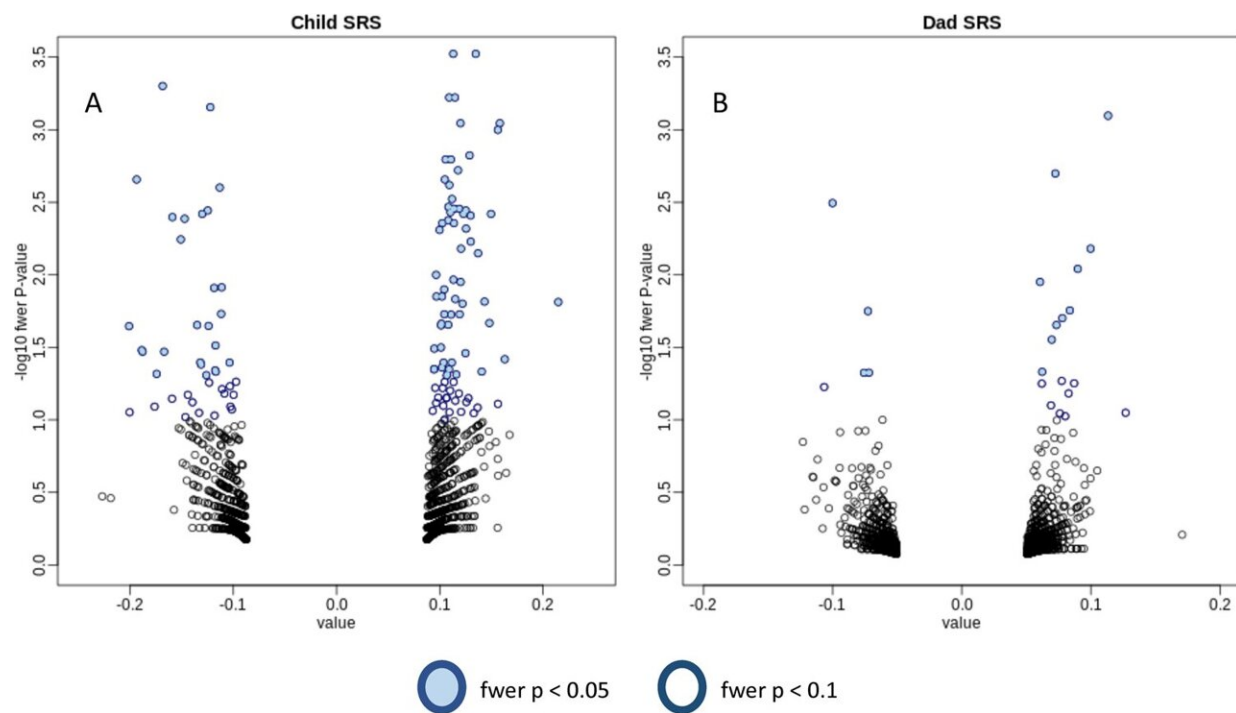 Child SRS
A
-log10 fwer P-value
3.5
3.0
2.5
2.0
1.5
1.0
0.5
0.0
-0.2 -0.1 0.0 0.1 0.2
value
Dad SRS
B
-log10 fwer P-value
3.5
3.0
2.5
2.0
1.5
1.0
0.5
0.0
-0.2 -0.1 0.0 0.1 0.2
value
fwer p < 0.05
fwer p < 0.1